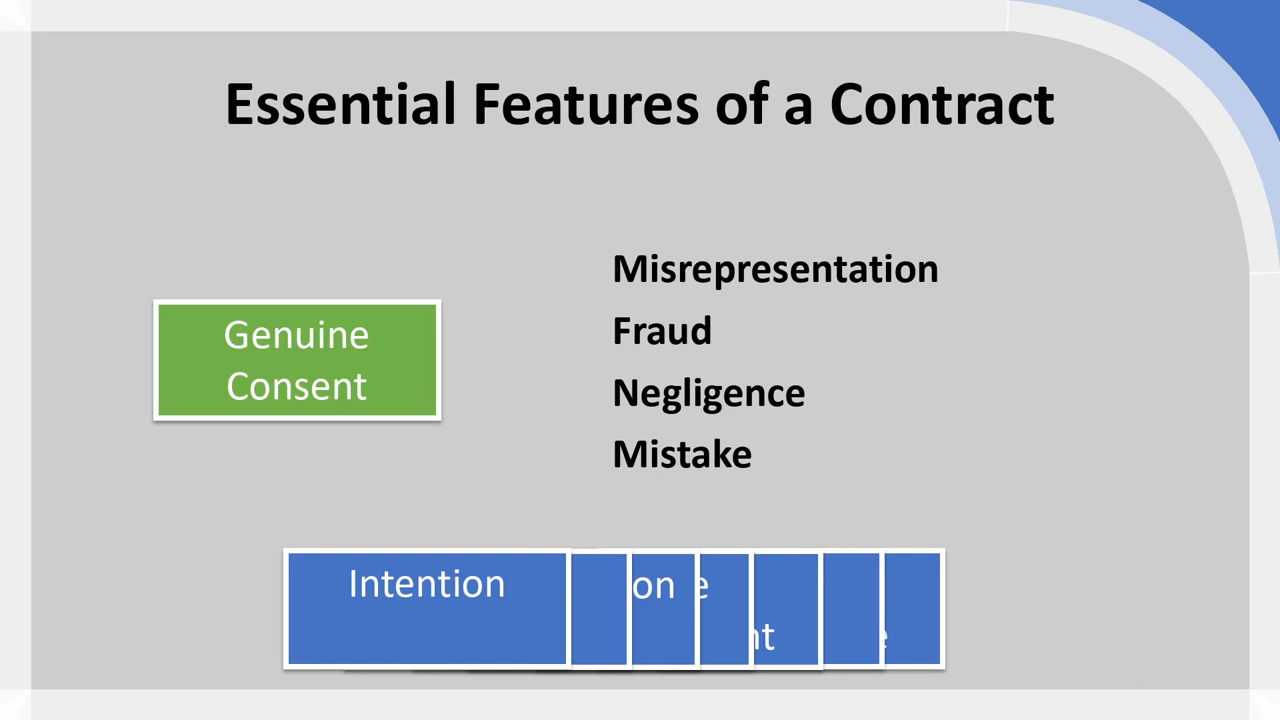 Essential Features of a Contract
Misrepresentation
Genuine
Consent
Fraud
Negligence
Mistake
Intention